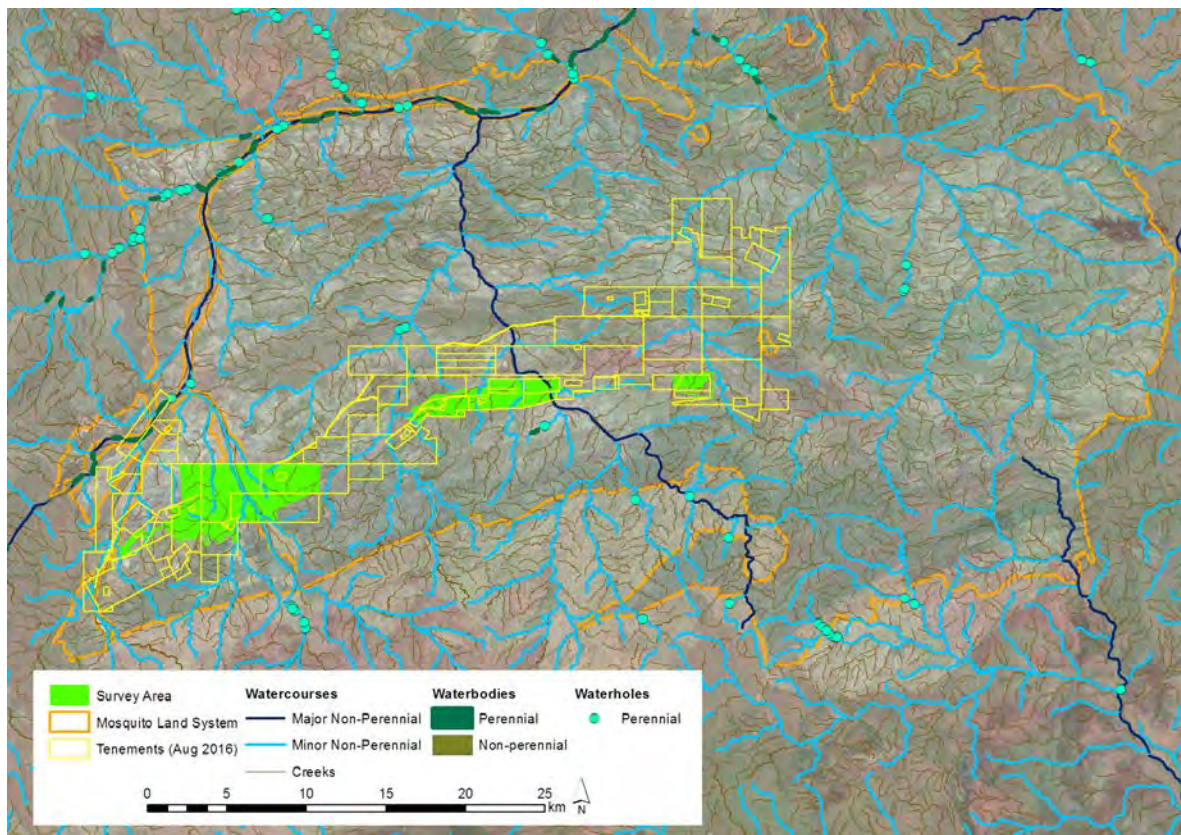 Survey Area
Mosquito Land System
Tenements (Aug 2016)
Watercourses
Major Non-Perennial
Minor Non-Perennial
Creeks
Waterbodies
Perennial
Non-perennial
Waterholes
Perennial
0 5 10 15 20 25
km
N